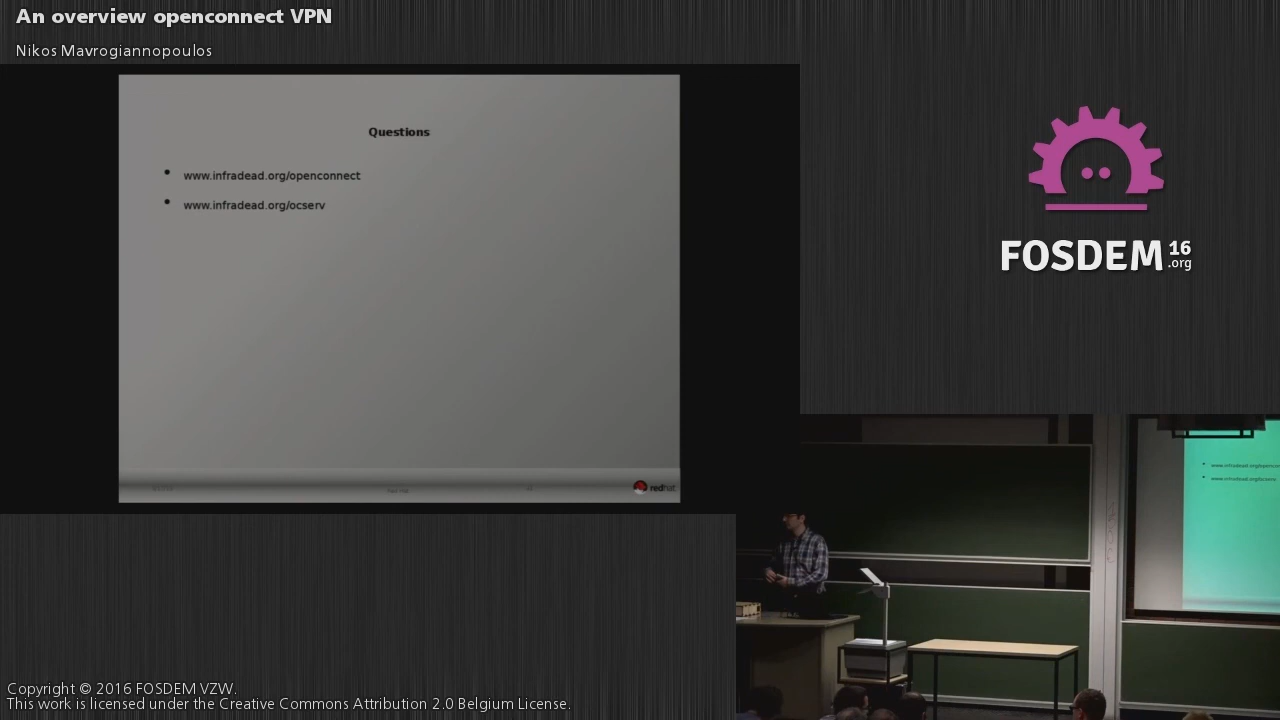 An overview openconnect VPN
Nikos Mavrogiannopoulos
Questions
www.infradead.org/openconnect
www.infradead.org/ocserv
redhat.
FOSDEM 16
.org
Copyright © 2016 FOSDEM VZW.
This work is licensed under the Creative Commons Attribution 2.0 Belgium License.